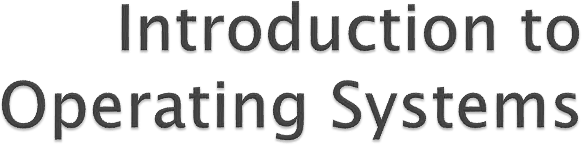 Introduction to
Operating Systems